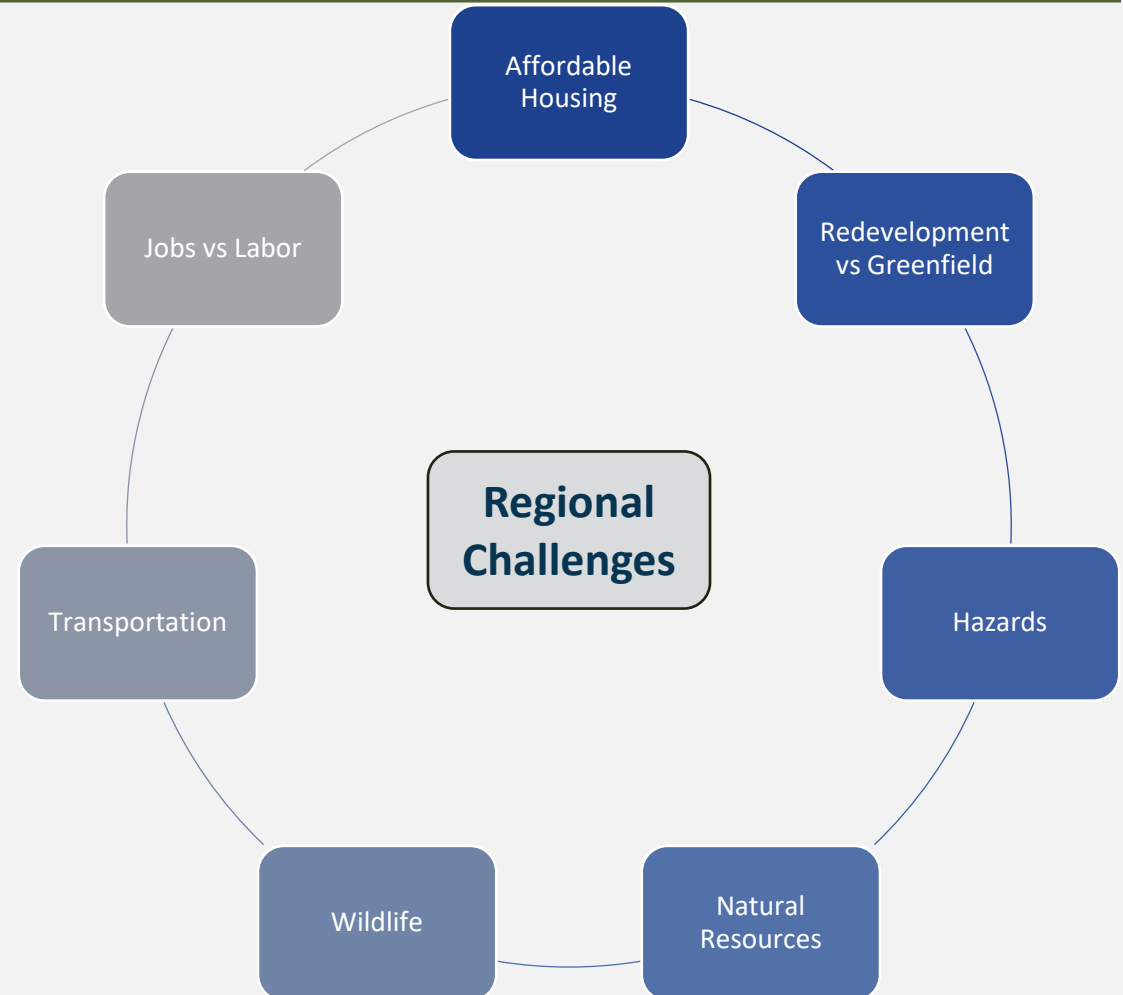 Affordable
Housing
Redevelopment
vs Greenfield
Hazards
Natural
Resources
Wildlife
Transportation
Jobs vs Labor
Regional
Challenges